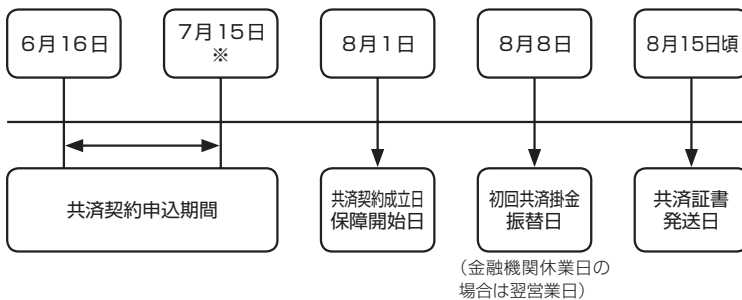 6月16日
7月15日
※
8月1日
8月8日
8月15日頃
共済契約申込期間
共済契約成立日
保障開始日
初回共済掛金
振替日
共済証書
発送日
（金融機関休業日の
場合は翌営業日）